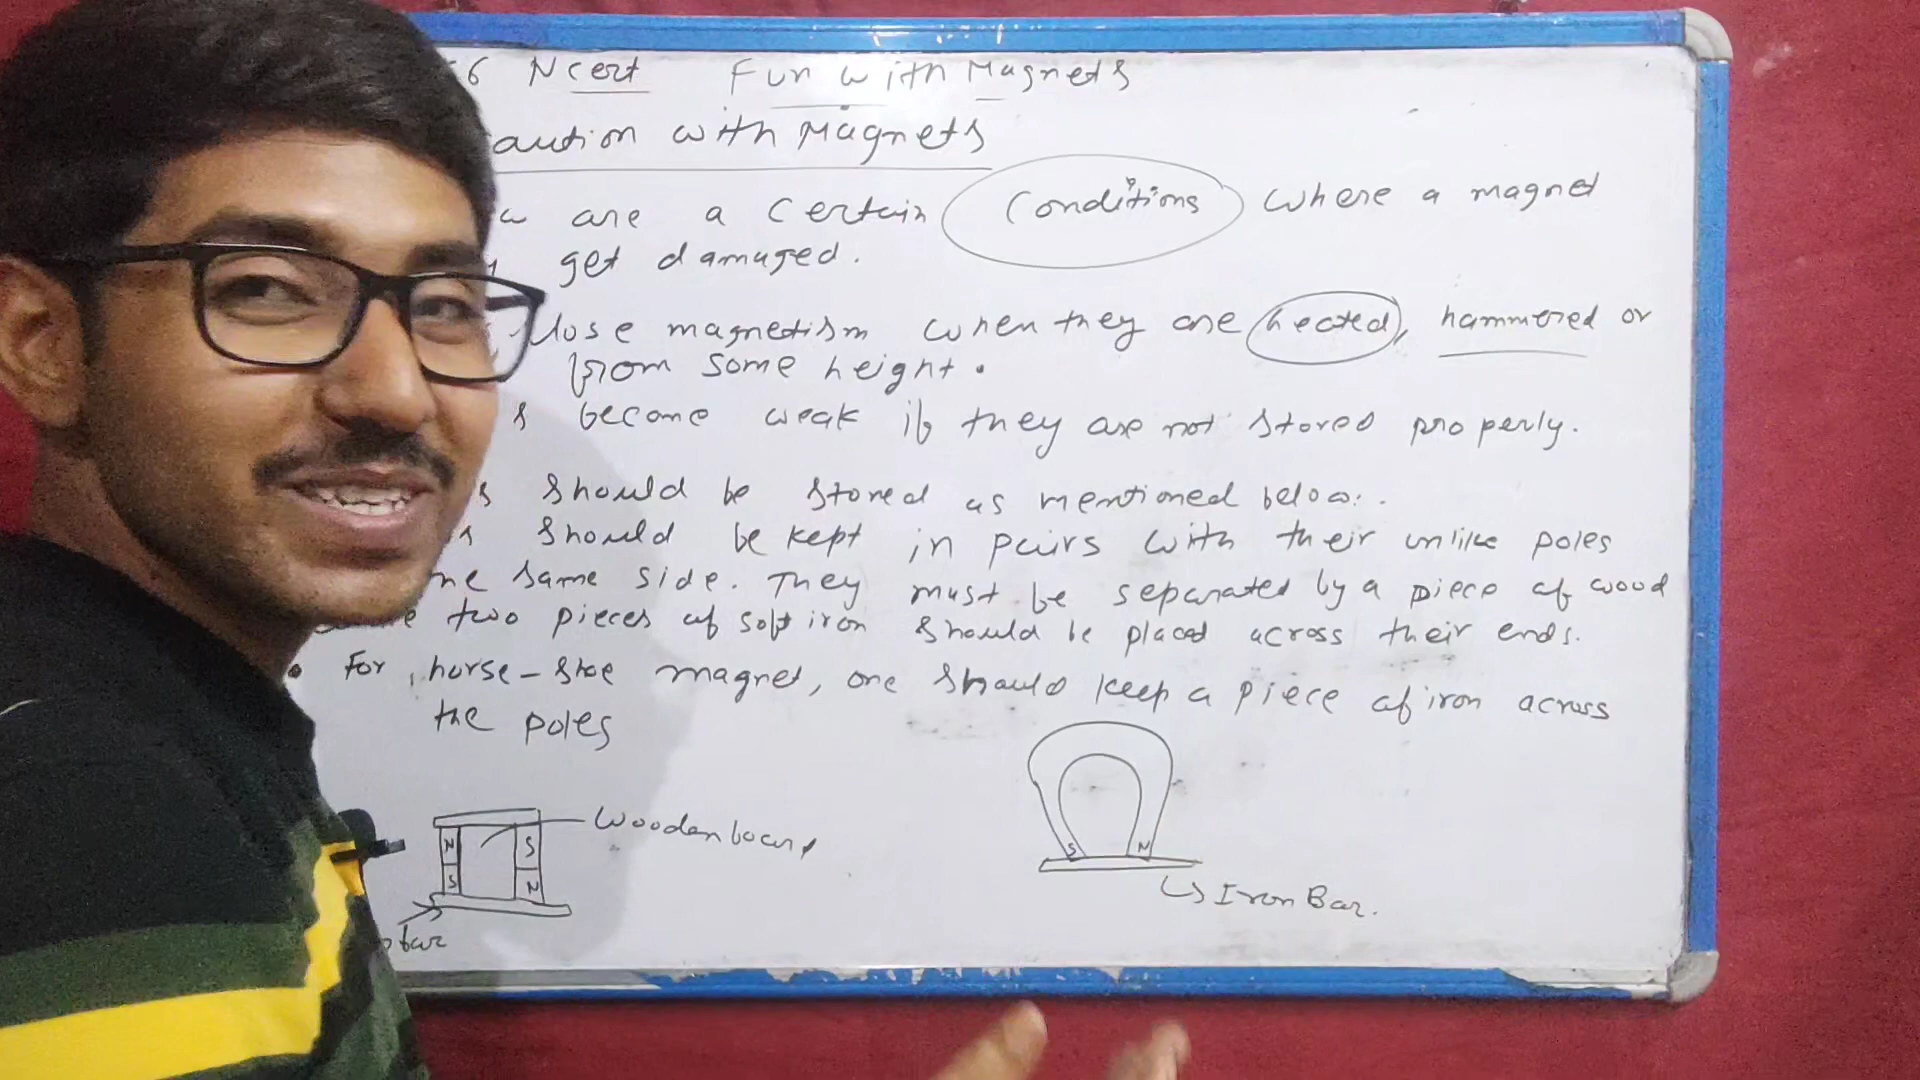 6 Ncert Fun with Magnets
aution with Magnets
are a certain Conditions where a magnet
get damaged.
lose magnetism when they are heated, hammered or
from some height.
s become weak if they are not stored properly.
s should be stored as mentioned below:.
s should be kept in pairs with their unlike poles
same side. They must be separated by a piece of wood
two pieces of soft iron should be placed across their ends.
• For horse-shoe magnet, one should keep a piece of iron across
the poles
N S
Wooden board
S N
bar
S N
Iron Bar.